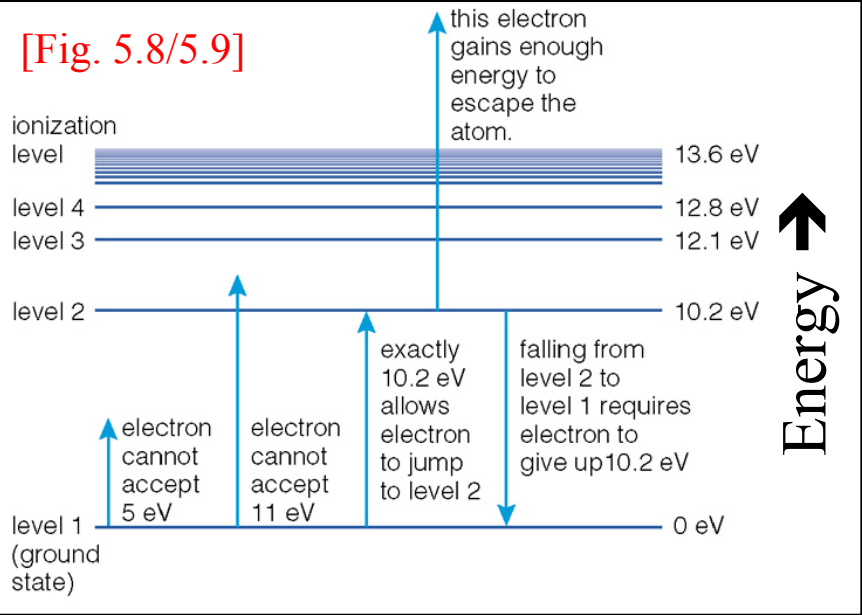 [Fig. 5.8/5.9]
this electron
gains enough
energy to
escape the
atom.
ionization
level
13.6 eV
level 4
12.8 eV
level 3
12.1 eV
level 2
10.2 eV
electron
cannot
accept
5 eV
electron
cannot
accept
11 eV
exactly
10.2 eV
allows
electron
to jump
to level 2
falling from
level 2 to
level 1 requires
electron to
give up10.2 eV
level 1
(ground
state)
0 eV
Energy →